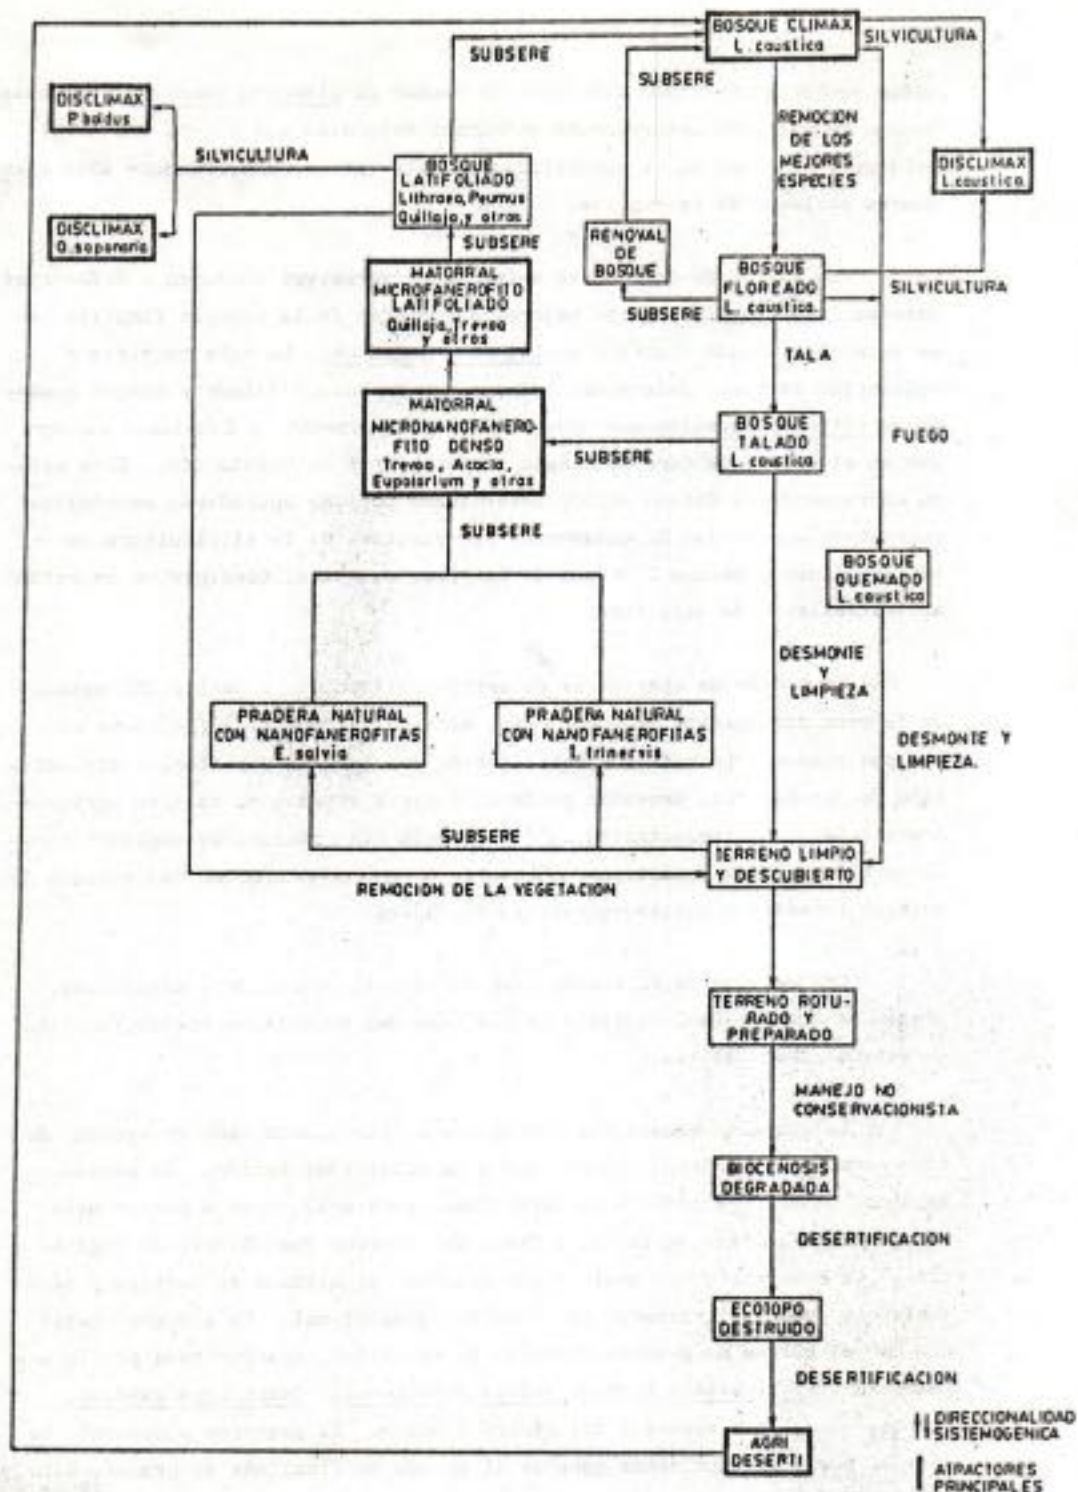 BOSQUE CLIMAX
L. caustica
SILVICULTURA
SUBSERE
SUBSERE
DISCLIMAX
P. boldus
REMOCION
DE LOS
MEJORES
ESPECIES
SILVICULTURA
BOSQUE
LATIFOLIADO
Lithraea, Peumus
Quillaja, y otros
DISCLIMAX
L. caustica
DISCLIMAX
Q. saponaria
SUBSERE
RENOVAL
DE
BOSQUE
BOSQUE
FLOREADO
L. caustica
MATORRAL
MICROFANEROFITO
LATIFOLIADO
Quillaja, Trevoa
y otros
SILVICULTURA
SUBSERE
TALA
MATORRAL
MICRONANOFANERO-
FITO DENSO
Trevoa, Acacia,
Eupatorium y otros
BOSQUE
TALADO
L. caustica
FUEGO
SUBSERE
SUBSERE
BOSQUE
QUEMADO
L. caustica
DESMONTE
Y
LIMPIEZA
PRADERA NATURAL
CON NANOFANEROFITAS
E. salvia
PRADERA NATURAL
CON NANOFANEROFITAS
T. trinervis
DESMONTE Y
LIMPIEZA.
SUBSERE
TERRENO LIMPIO
Y DESCUBIERTO
REMOCION DE LA VEGETACION
TERRENO ROTU-
RADO Y
PREPARADO
MANEJO NO
CONSERVACIONISTA
BIOCENOSIS
DEGRADADA
DESERTIFICACION
ECOTOPO
DESTRUIDO
DESERTIFICACION
AGRI
DESERTI
DIRECCIONALIDAD
SISTEMOGENICA
ATRACTORES
PRINCIPALES